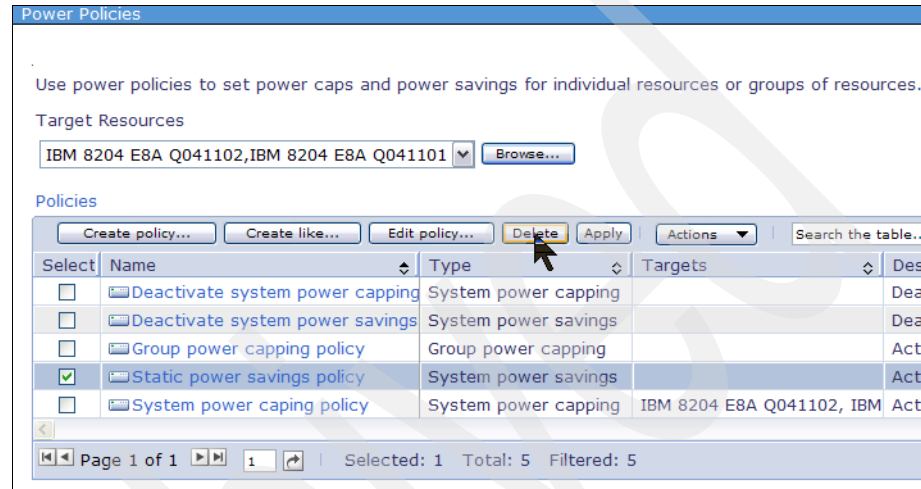 Power Policies
Use power policies to set power caps and power savings for individual resources or groups of resources.
Target Resources
IBM 8204 E8A Q041102,IBM 8204 E8A Q041101 Browse...
Policies
Create policy... Create like... Edit policy... Delete Apply Actions Search the table..
Select Name Type Targets Des
Deactivate system power capping System power capping Dea
Deactivate system power savings System power savings Dea
Group power capping policy Group power capping Act
Static power savings policy System power savings Act
System power caping policy System power capping IBM 8204 E8A Q041102, IBM Act
Page 1 of 1 1 Selected: 1 Total: 5 Filtered: 5